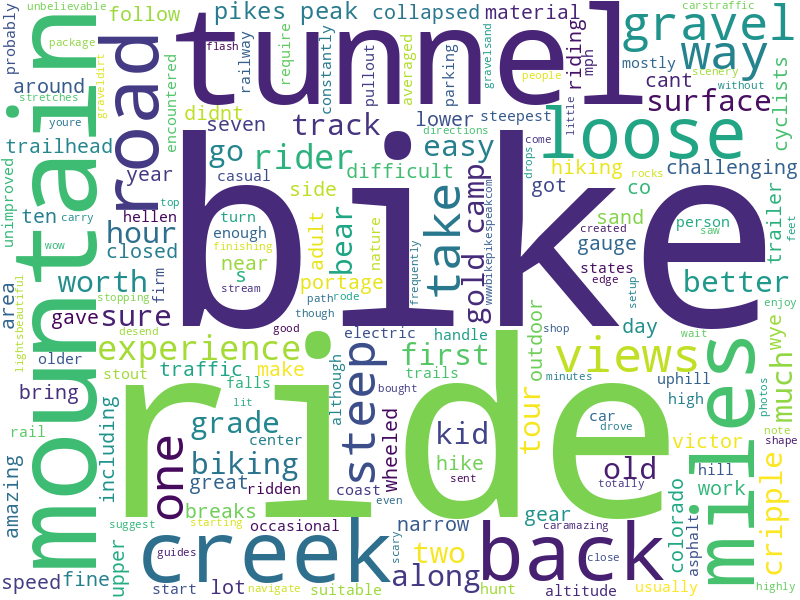 unbelievable
pikes peak
collapsed
material
carstraffic
probably
follow
tunnel
gravel
package
flash
railway
require
constantly
pullout
averaged
parking
gravelsand
people
riding
mph
mostly
scenery
way
around
stretches
graveldirt
encountered
road
mountain
didnt
seven
track
lower
steepest
loose
little
cant
without
surface
cyclists
youre
trailhead
go
rider
easy
directions
come
hiking
challenging
year
casual
difficult
drops
rocks
got
co
trailer
unimproved
ten
top
carry
bike
side
take
gold camp
www.bikepikespeakcom
sand
person
hellen
turn
adult
bear
nature
created
saw
feet
hour
wow
enough
finishing
near
gauge
edge
closed
s
portage
states
better
worth
firm
stream
path
rode
frequently
setup
area
stopping
gave
sure
though
electric
handle
day
enjoy
lightsbeautiful
desend
good
shop
wait
experience
first
outdoor
views
miles
much
wye
older
stout
traffic
make
although
steep
trails
minutes
uphill
high
photos
bring
falls
lit
bought
ride
tour
car
drove
rail
including
grade
center
kid
victor
note
shape
amazing
one
biking
wheeled
hike
old
hill
colorado
cripple
great
ridden
coast
sent
totally
work
breaks
even
gear
asphalt
suggest
starting
occasional
narrow
caramazing
upper
creek
scary
two
back
guides
close
usually
speed
fine
start
lot
navigate
suitable
along
hunt
altitude
highly